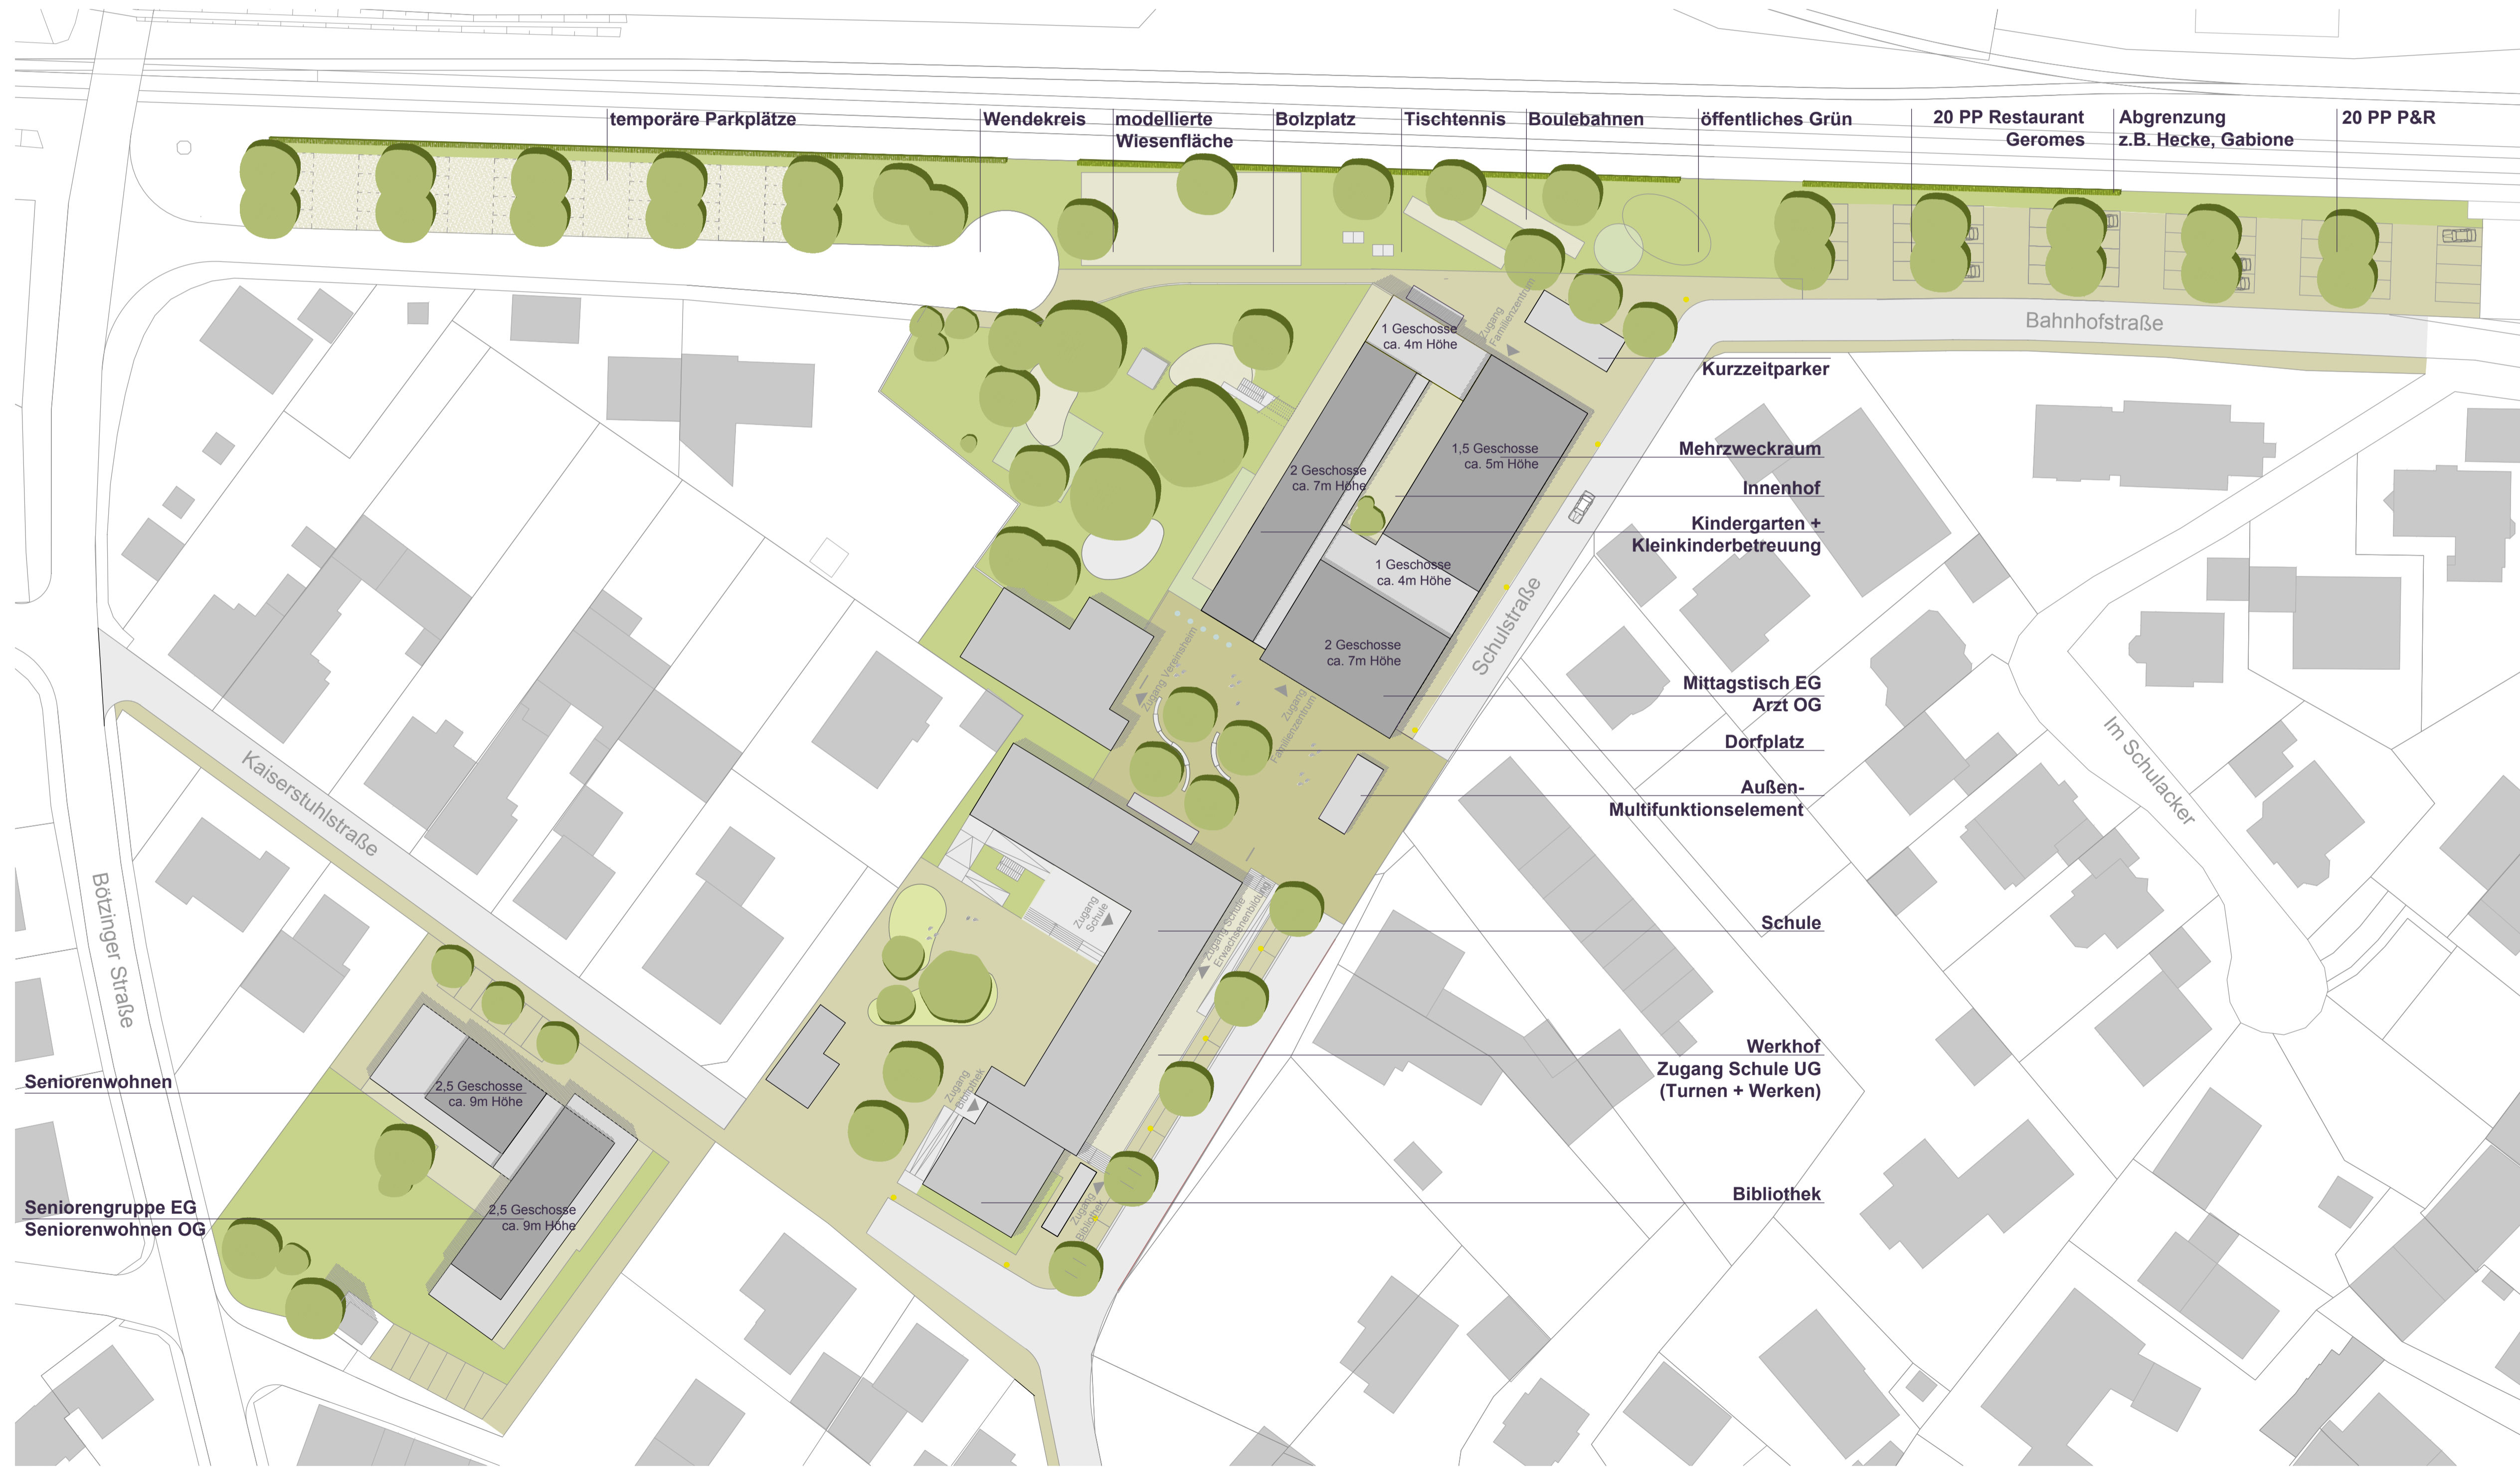 temporäre Parkplätze
Wendekreis
modellierte
Wiesenfläche
Bolzplatz
Tischtennis
Boulebahnen
öffentliches Grün
20 PP Restaurant
Geromes
Abgrenzung
z.B. Hecke, Gabione
20 PP P&R
Bahnhofstraße
Zugang
Familienzentrum
1 Geschosse
ca. 4m Höhe
Kurzzeitparker
1,5 Geschosse
ca. 5m Höhe
Mehrzweckraum
2 Geschosse
ca. 7m Höhe
Innenhof
Kindergarten +
Kleinkinderbetreuung
1 Geschosse
ca. 4m Höhe
Schulstraße
2 Geschosse
ca. 7m Höhe
Zugang Vereinsheim
Zugang
Familienzentrum
Mittagstisch EG
Arzt OG
Dorfplatz
Außen-
Multifunktionselement
Im Schulacker
Kaiserstuhlstraße
Bötzinger Straße
Zugang
Schule
Zugang Schule
Erwachsenenbildung
Schule
Werkhof
Zugang Schule UG
(Turnen + Werken)
Zugang
Bibliothek
Seniorenwohnen
2,5 Geschosse
ca. 9m Höhe
Seniorengruppe EG
Seniorenwohnen OG
2,5 Geschosse
ca. 9m Höhe
Zugang
Bibliothek
Bibliothek